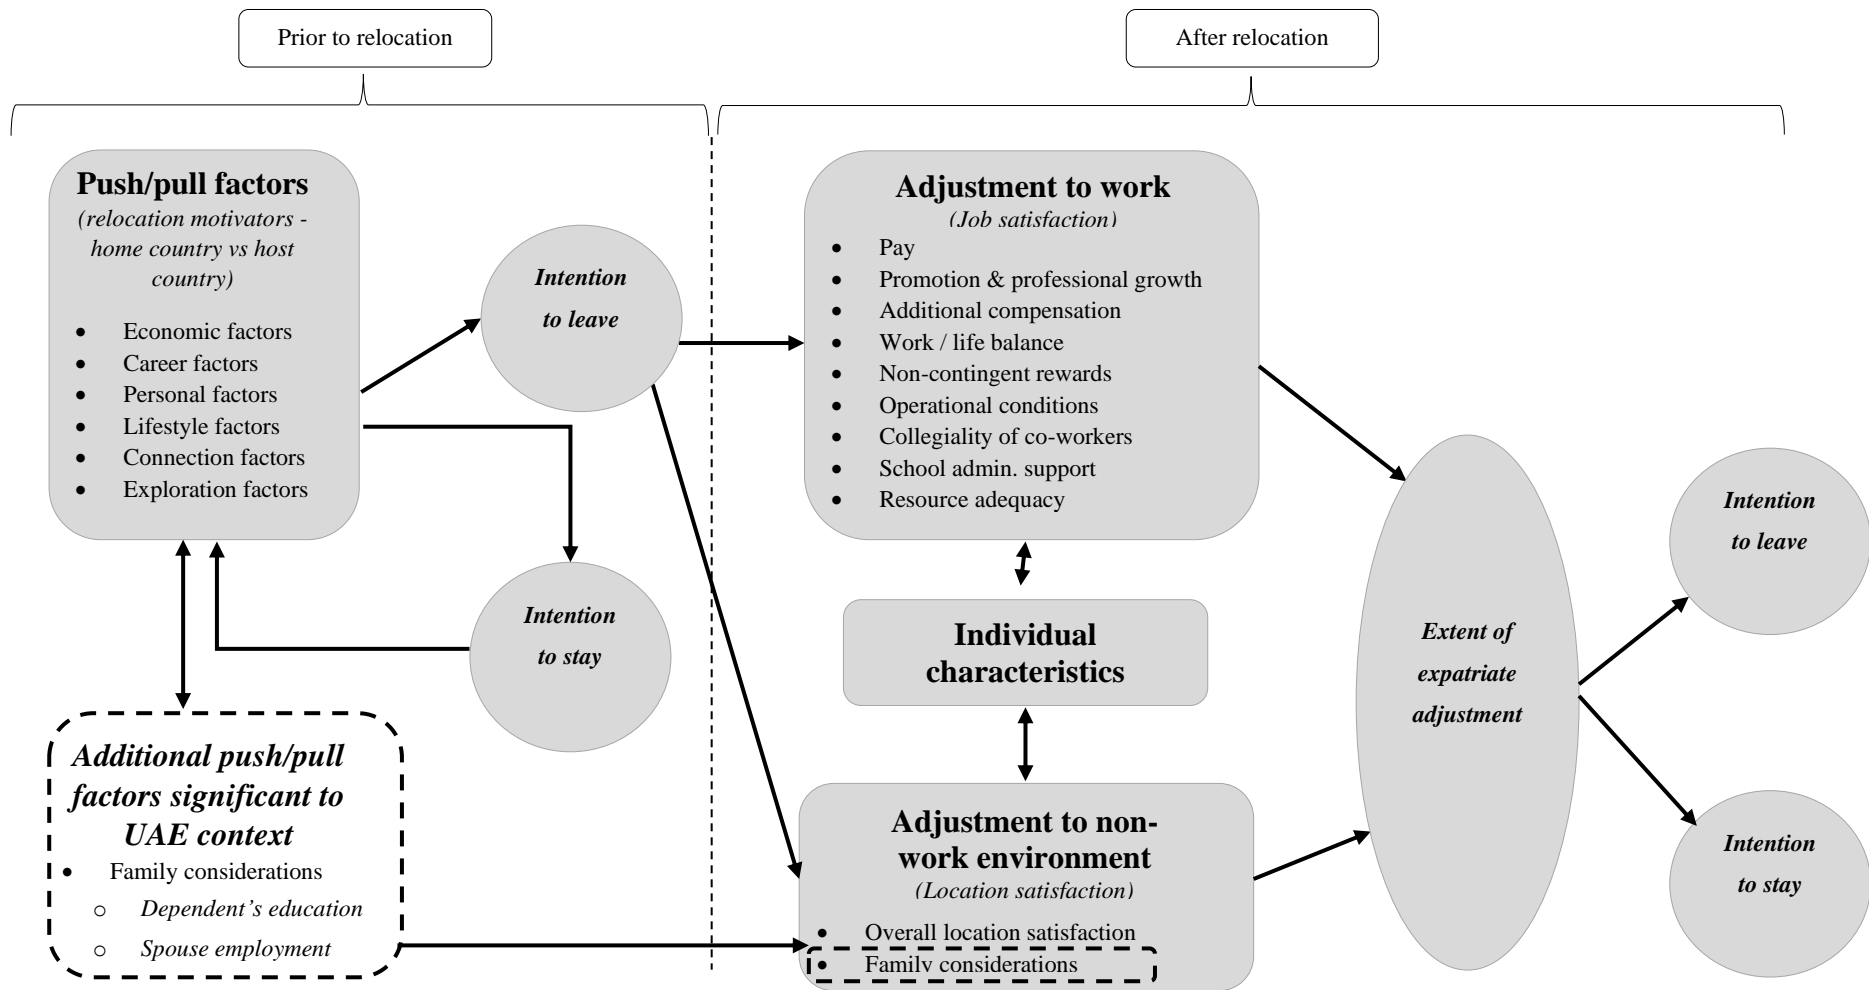 Prior to relocation
After relocation
Push/pull factors
(relocation motivators -
home country vs host
country)
• Economic factors
• Career factors
• Personal factors
• Lifestyle factors
• Connection factors
• Exploration factors
Intention
to leave
Intention
to stay
Additional push/pull
factors significant to
UAE context
• Family considerations
o Dependent’s education
o Spouse employment
Adjustment to work
(Job satisfaction)
• Pay
• Promotion & professional growth
• Additional compensation
• Work / life balance
• Non-contingent rewards
• Operational conditions
• Collegiality of co-workers
• School admin. support
• Resource adequacy
Individual
characteristics
Adjustment to non-
work environment
(Location satisfaction)
• Overall location satisfaction
• Family considerations
Extent of
expatriate
adjustment
Intention
to leave
Intention
to stay